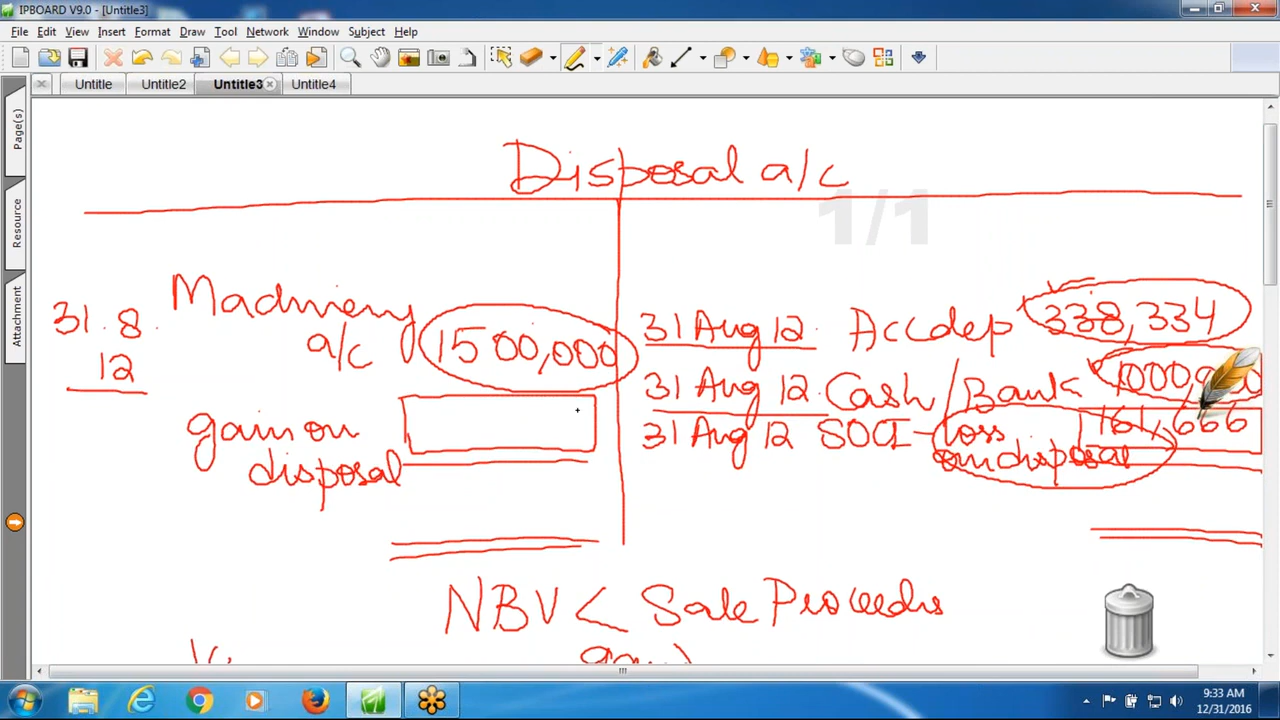 IPBOARD V9.0 - [Untitle3]
File Edit View Insert Format Draw Tool Network Window Subject Help
Untitle Untitle2 Untitle3 Untitle4
Page(s)
Resource
Attachment
1/1
Disposal a/c
31.8.
12
Machinery
a/c
1500,000
gain on
disposal
31 Aug 12. Acc dep 338,334
31 Aug 12. Cash/Bank
31 Aug 12 SOCI - loss 161,666
on disposal
NBV < Sale Proceeds
9:33 AM
12/31/2016